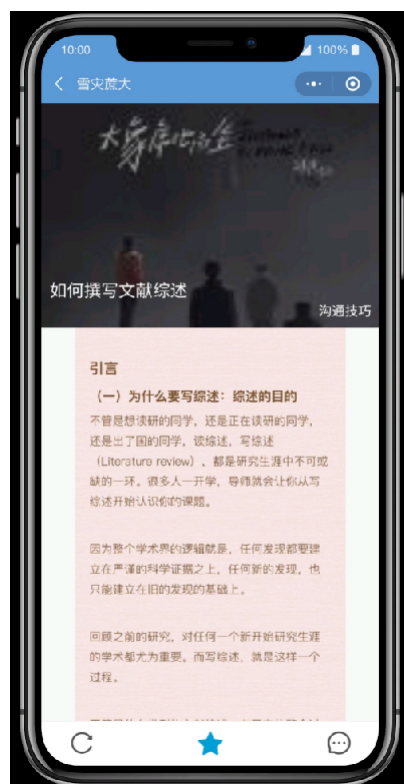 10:00
100%
雪灾蔗大
如何撰写文献综述
沟通技巧
引言
（一）为什么要写综述：综述的目的
不管是想读研的同学，还是正在读研的同学，
还是出了国的同学，读综述，写综述
（Literature review），都是研究生涯中不可或
缺的一环。很多人一开学，导师就会让你从写
综述开始认识你的课题。
因为整个学术界的逻辑就是，任何发现都要建
立在严谨的科学证据之上，任何新的发现，也
只能建立在旧的发现的基础上。
回顾之前的研究，对任何一个新开始研究生涯
的学术都尤为重要。而写综述，就是这样一个
过程。